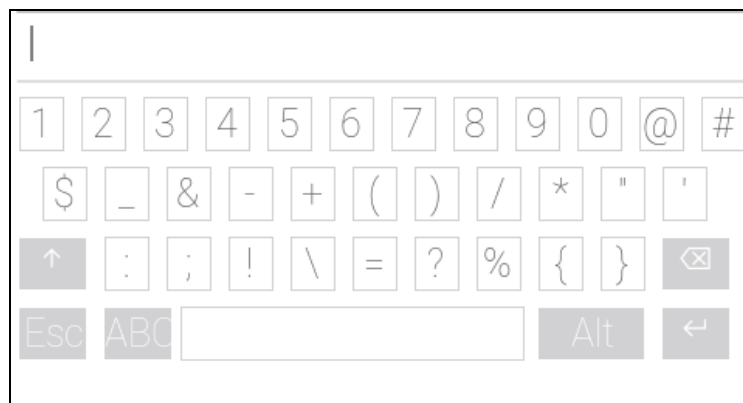 1 2 3 4 5 6 7 8 9 0 @ #
$ _ & - + ( ) / * " '
: ; ! \ = ? % { }
Esc ABC Alt